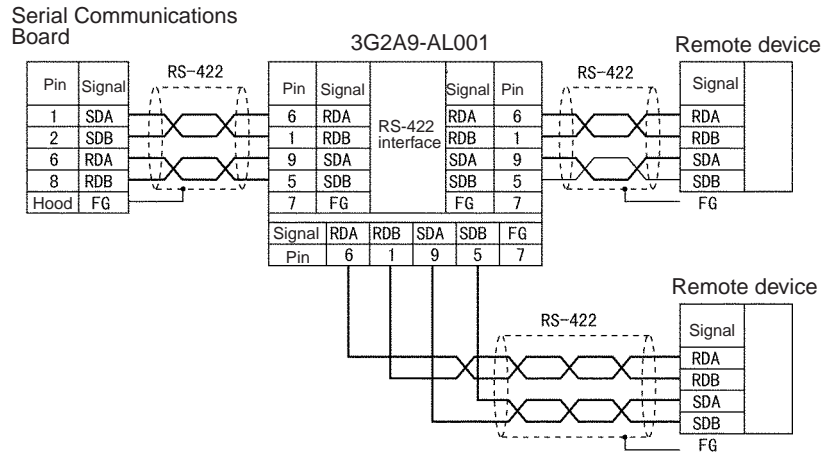 Serial Communications
Board
3G2A9-AL001
Remote device
RS-422
RS-422
Pin Signal
1 SDA
2 SDB
6 RDA
8 RDB
Hood FG
Pin Signal
6 RDA
1 RDB
9 SDA
5 SDB
7 FG
RS-422
interface
Signal Pin
RDA 6
RDB 1
SDA 9
SDB 5
FG 7
Signal
RDA
RDB
SDA
SDB
FG
Signal RDA RDB SDA SDB FG
Pin 6 1 9 5 7
Remote device
RS-422
Signal
RDA
RDB
SDA
SDB
FG